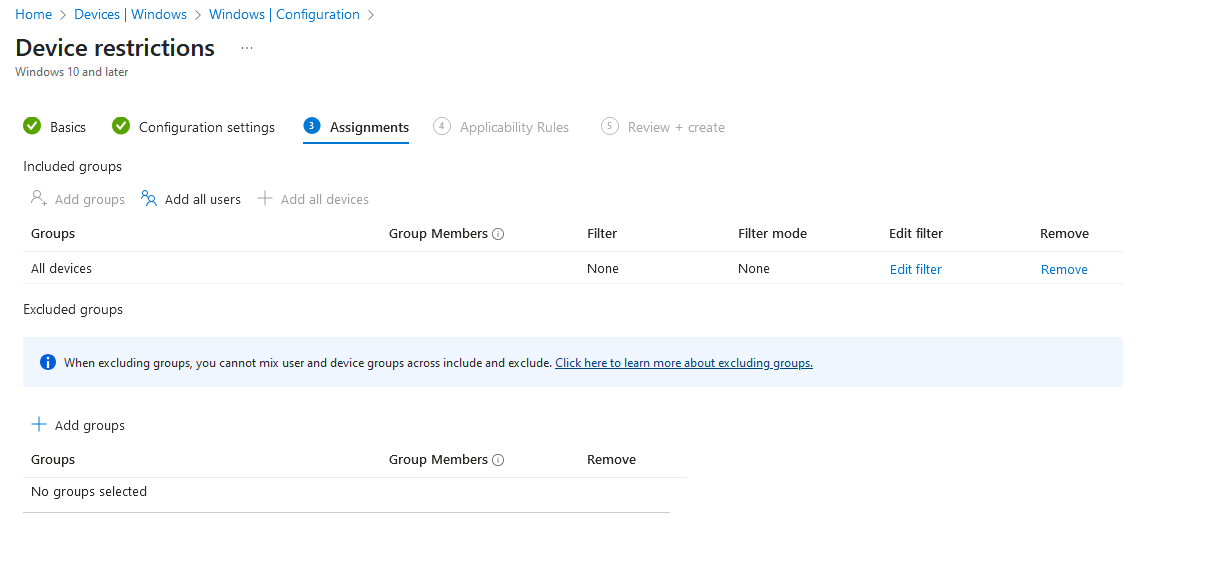 Home > Devices | Windows > Windows | Configuration >
Device restrictions ...
Windows 10 and later
Basics Configuration settings 3 Assignments 4 Applicability Rules 5 Review + create
Included groups
Add groups Add all users Add all devices
Groups Group Members Filter Filter mode Edit filter Remove
All devices None None Edit filter Remove
Excluded groups
When excluding groups, you cannot mix user and device groups across include and exclude. Click here to learn more about excluding groups.
Add groups
Groups Group Members Remove
No groups selected